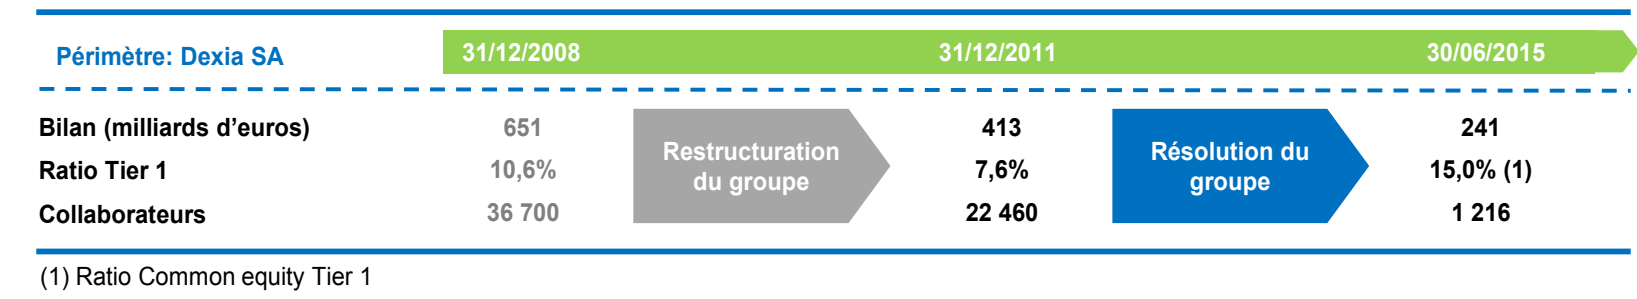 Périmètre: Dexia SA 31/12/2008 31/12/2011 30/06/2015
Bilan (milliards d'euros) 651 413 241
Restructuration du groupe
Résolution du groupe
Ratio Tier 1 10,6% 7,6% 15,0% (1)
Collaborateurs 36 700 22 460 1 216
(1) Ratio Common equity Tier 1